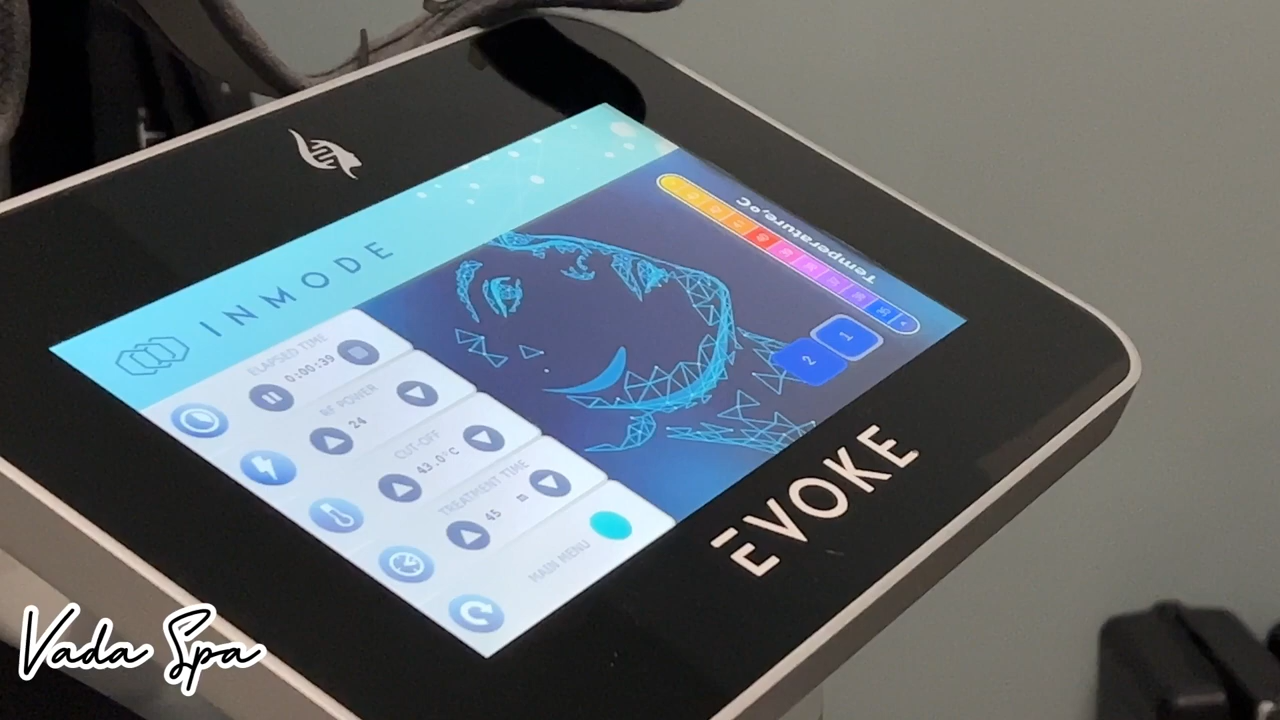 INMODE
ELAPSED TIME
0:00:39
RF POWER
24
CUT-OFF
43.0°C
TREATMENT TIME
45 m
MAIN MENU
Temperature,°C
1
2
EVOKE
Vada Spa